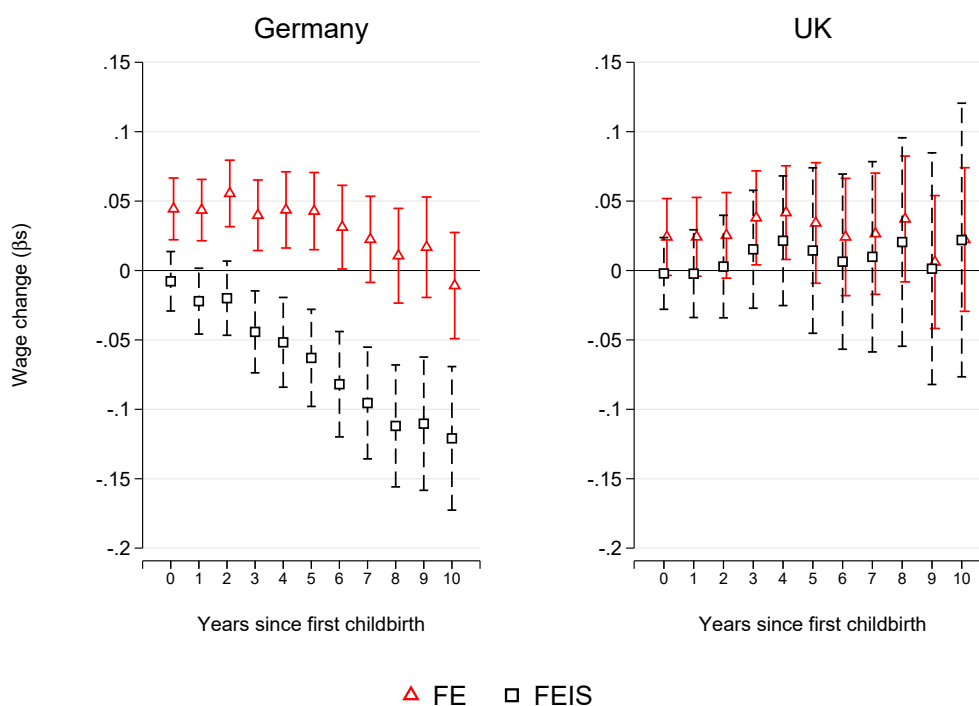 Germany
UK
Wage change (βs)
.15
.1
.05
0
-.05
-.1
-.15
-.2
0 1 2 3 4 5 6 7 8 9 10
Years since first childbirth
.15
.1
.05
0
-.05
-.1
-.15
-.2
0 1 2 3 4 5 6 7 8 9 10
Years since first childbirth
FE FEIS